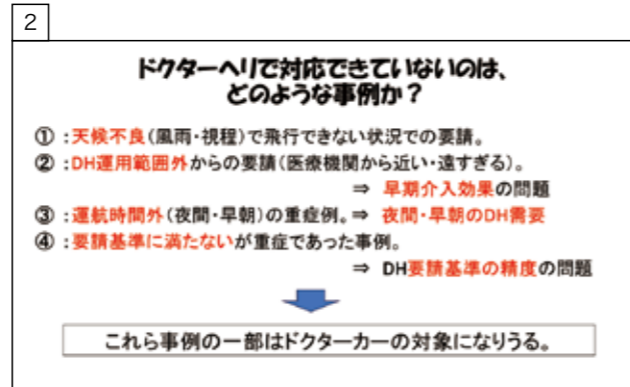 2
ドクターヘリで対応できていないのは、
どのような事例か？
① ：天候不良(風雨・視程)で飛行できない状況での要請。
② ：DH運用範囲外からの要請(医療機関から近い・遠すぎる)。
⇒ 早期介入効果の問題
③ ：運航時間外(夜間・早朝)の重症例。⇒ 夜間・早朝のDH需要
④ ：要請基準に満たないが重症であった事例。
⇒ DH要請基準の精度の問題
これら事例の一部はドクターカーの対象になりうる。